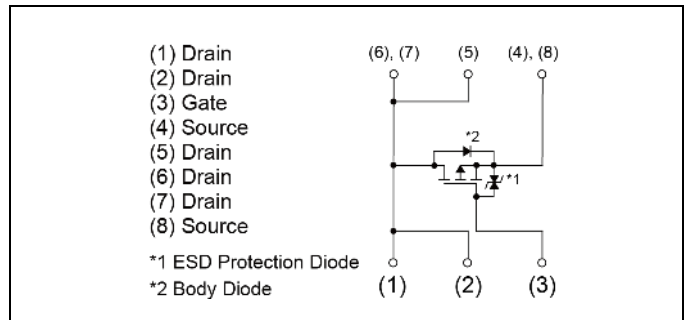 (1) Drain
(2) Drain
(3) Gate
(4) Source
(5) Drain
(6) Drain
(7) Drain
(8) Source
*1 ESD Protection Diode
*2 Body Diode
(6), (7) (5) (4), (8)
*2
*1
(1) (2) (3)